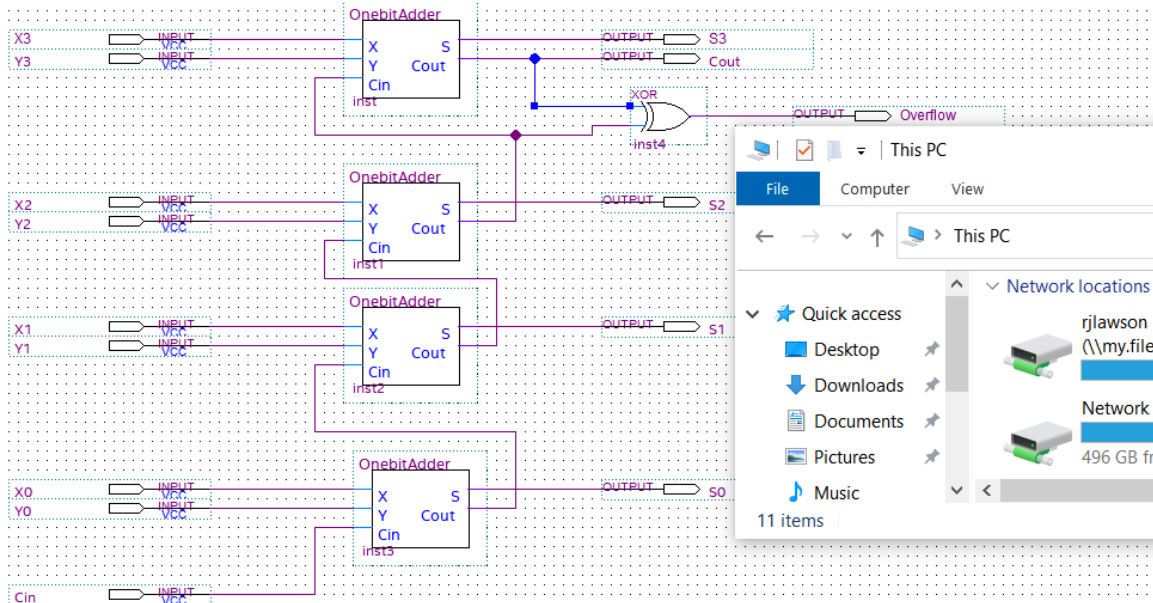 OnebitAdder
X3 INPUT VCC
Y3 INPUT VCC
X S
Y Cout
Cin
inst
OUTPUT S3
OUTPUT Cout
XOR
inst4
OUTPUT Overflow
OnebitAdder
X2 INPUT VCC
Y2 INPUT VCC
X S
Y Cout
Cin
inst1
OUTPUT S2
OnebitAdder
X1 INPUT VCC
Y1 INPUT VCC
X S
Y Cout
Cin
inst2
OUTPUT S1
OnebitAdder
X0 INPUT VCC
Y0 INPUT VCC
X S
Y Cout
Cin
inst3
OUTPUT S0
Cin INPUT VCC
This PC
File Computer View
This PC
Quick access
Desktop
Downloads
Documents
Pictures
Music
Network locations
rjlawson
(\\my.file
Network
496 GB fr
11 items